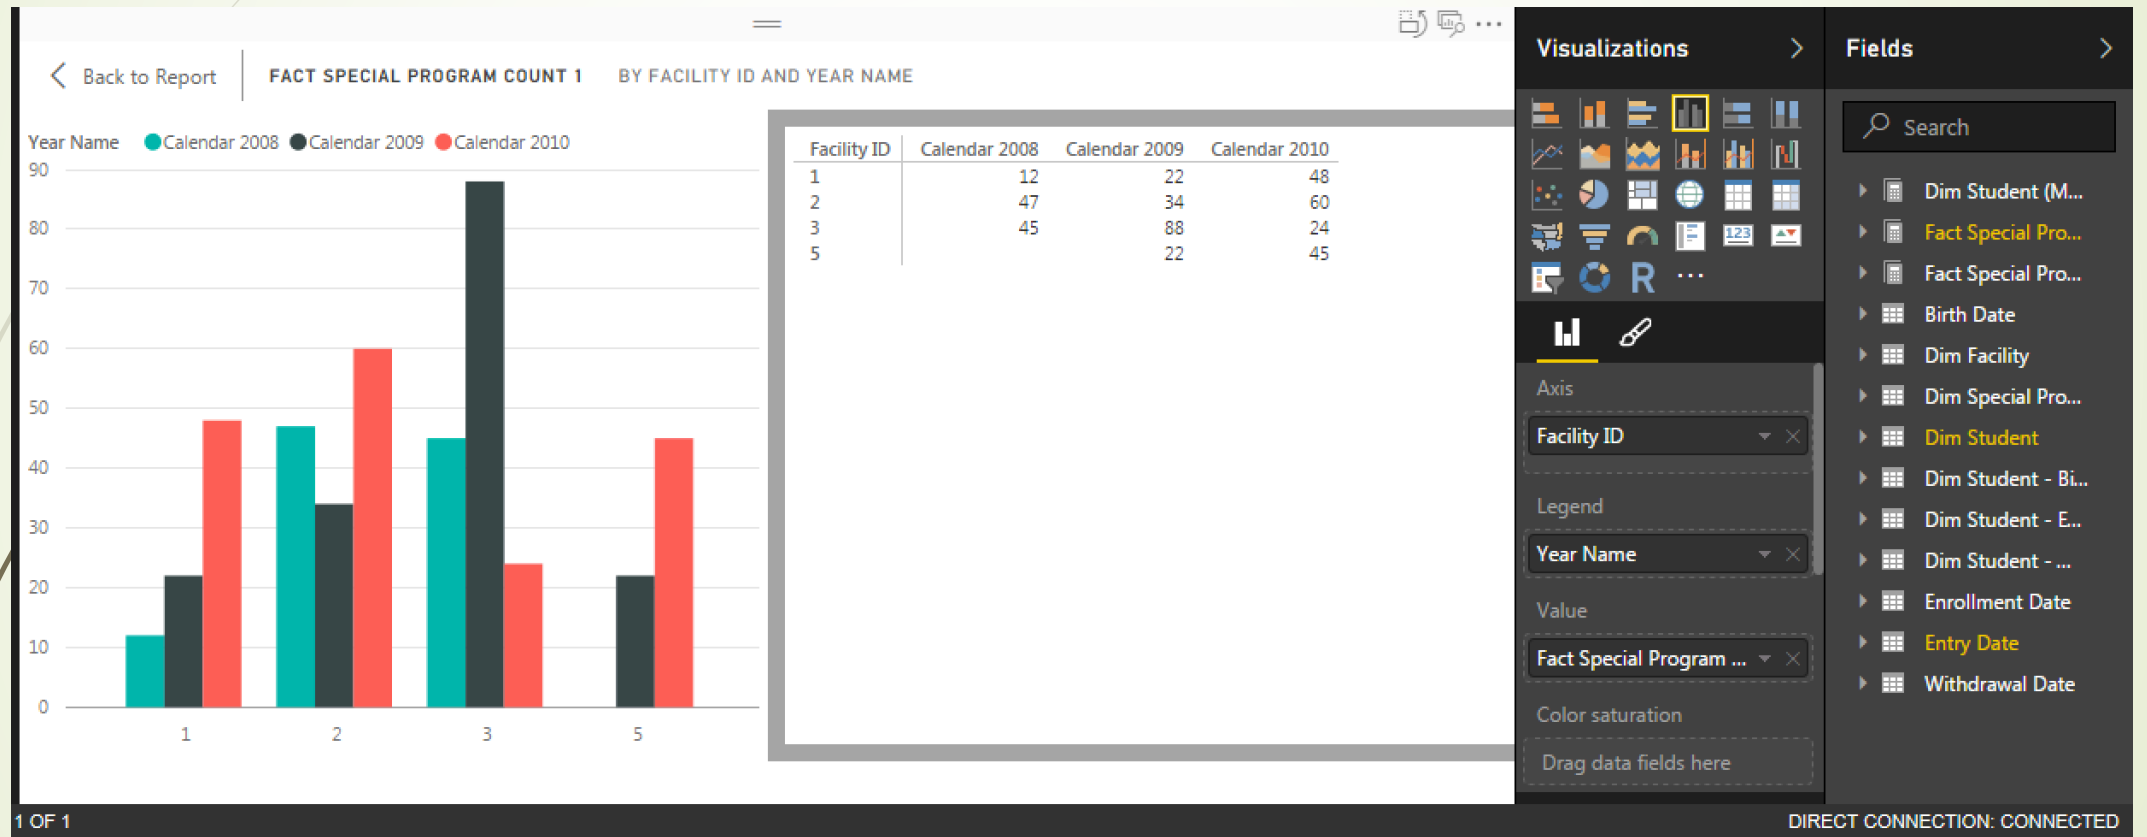 Back to Report
FACT SPECIAL PROGRAM COUNT 1 BY FACILITY ID AND YEAR NAME
Year Name Calendar 2008 Calendar 2009 Calendar 2010
90
80
70
60
50
40
30
20
10
0
1 2 3 5
Facility ID Calendar 2008 Calendar 2009 Calendar 2010
1 12 22 48
2 47 34 60
3 45 88 24
5 22 45
Visualizations
123
R
Axis
Facility ID
Legend
Year Name
Value
Fact Special Program ...
Color saturation
Drag data fields here
Fields
Search
Dim Student (M...
Fact Special Pro...
Fact Special Pro...
Birth Date
Dim Facility
Dim Special Pro...
Dim Student
Dim Student - Bi...
Dim Student - E...
Dim Student - ...
Enrollment Date
Entry Date
Withdrawal Date
1 OF 1
DIRECT CONNECTION: CONNECTED